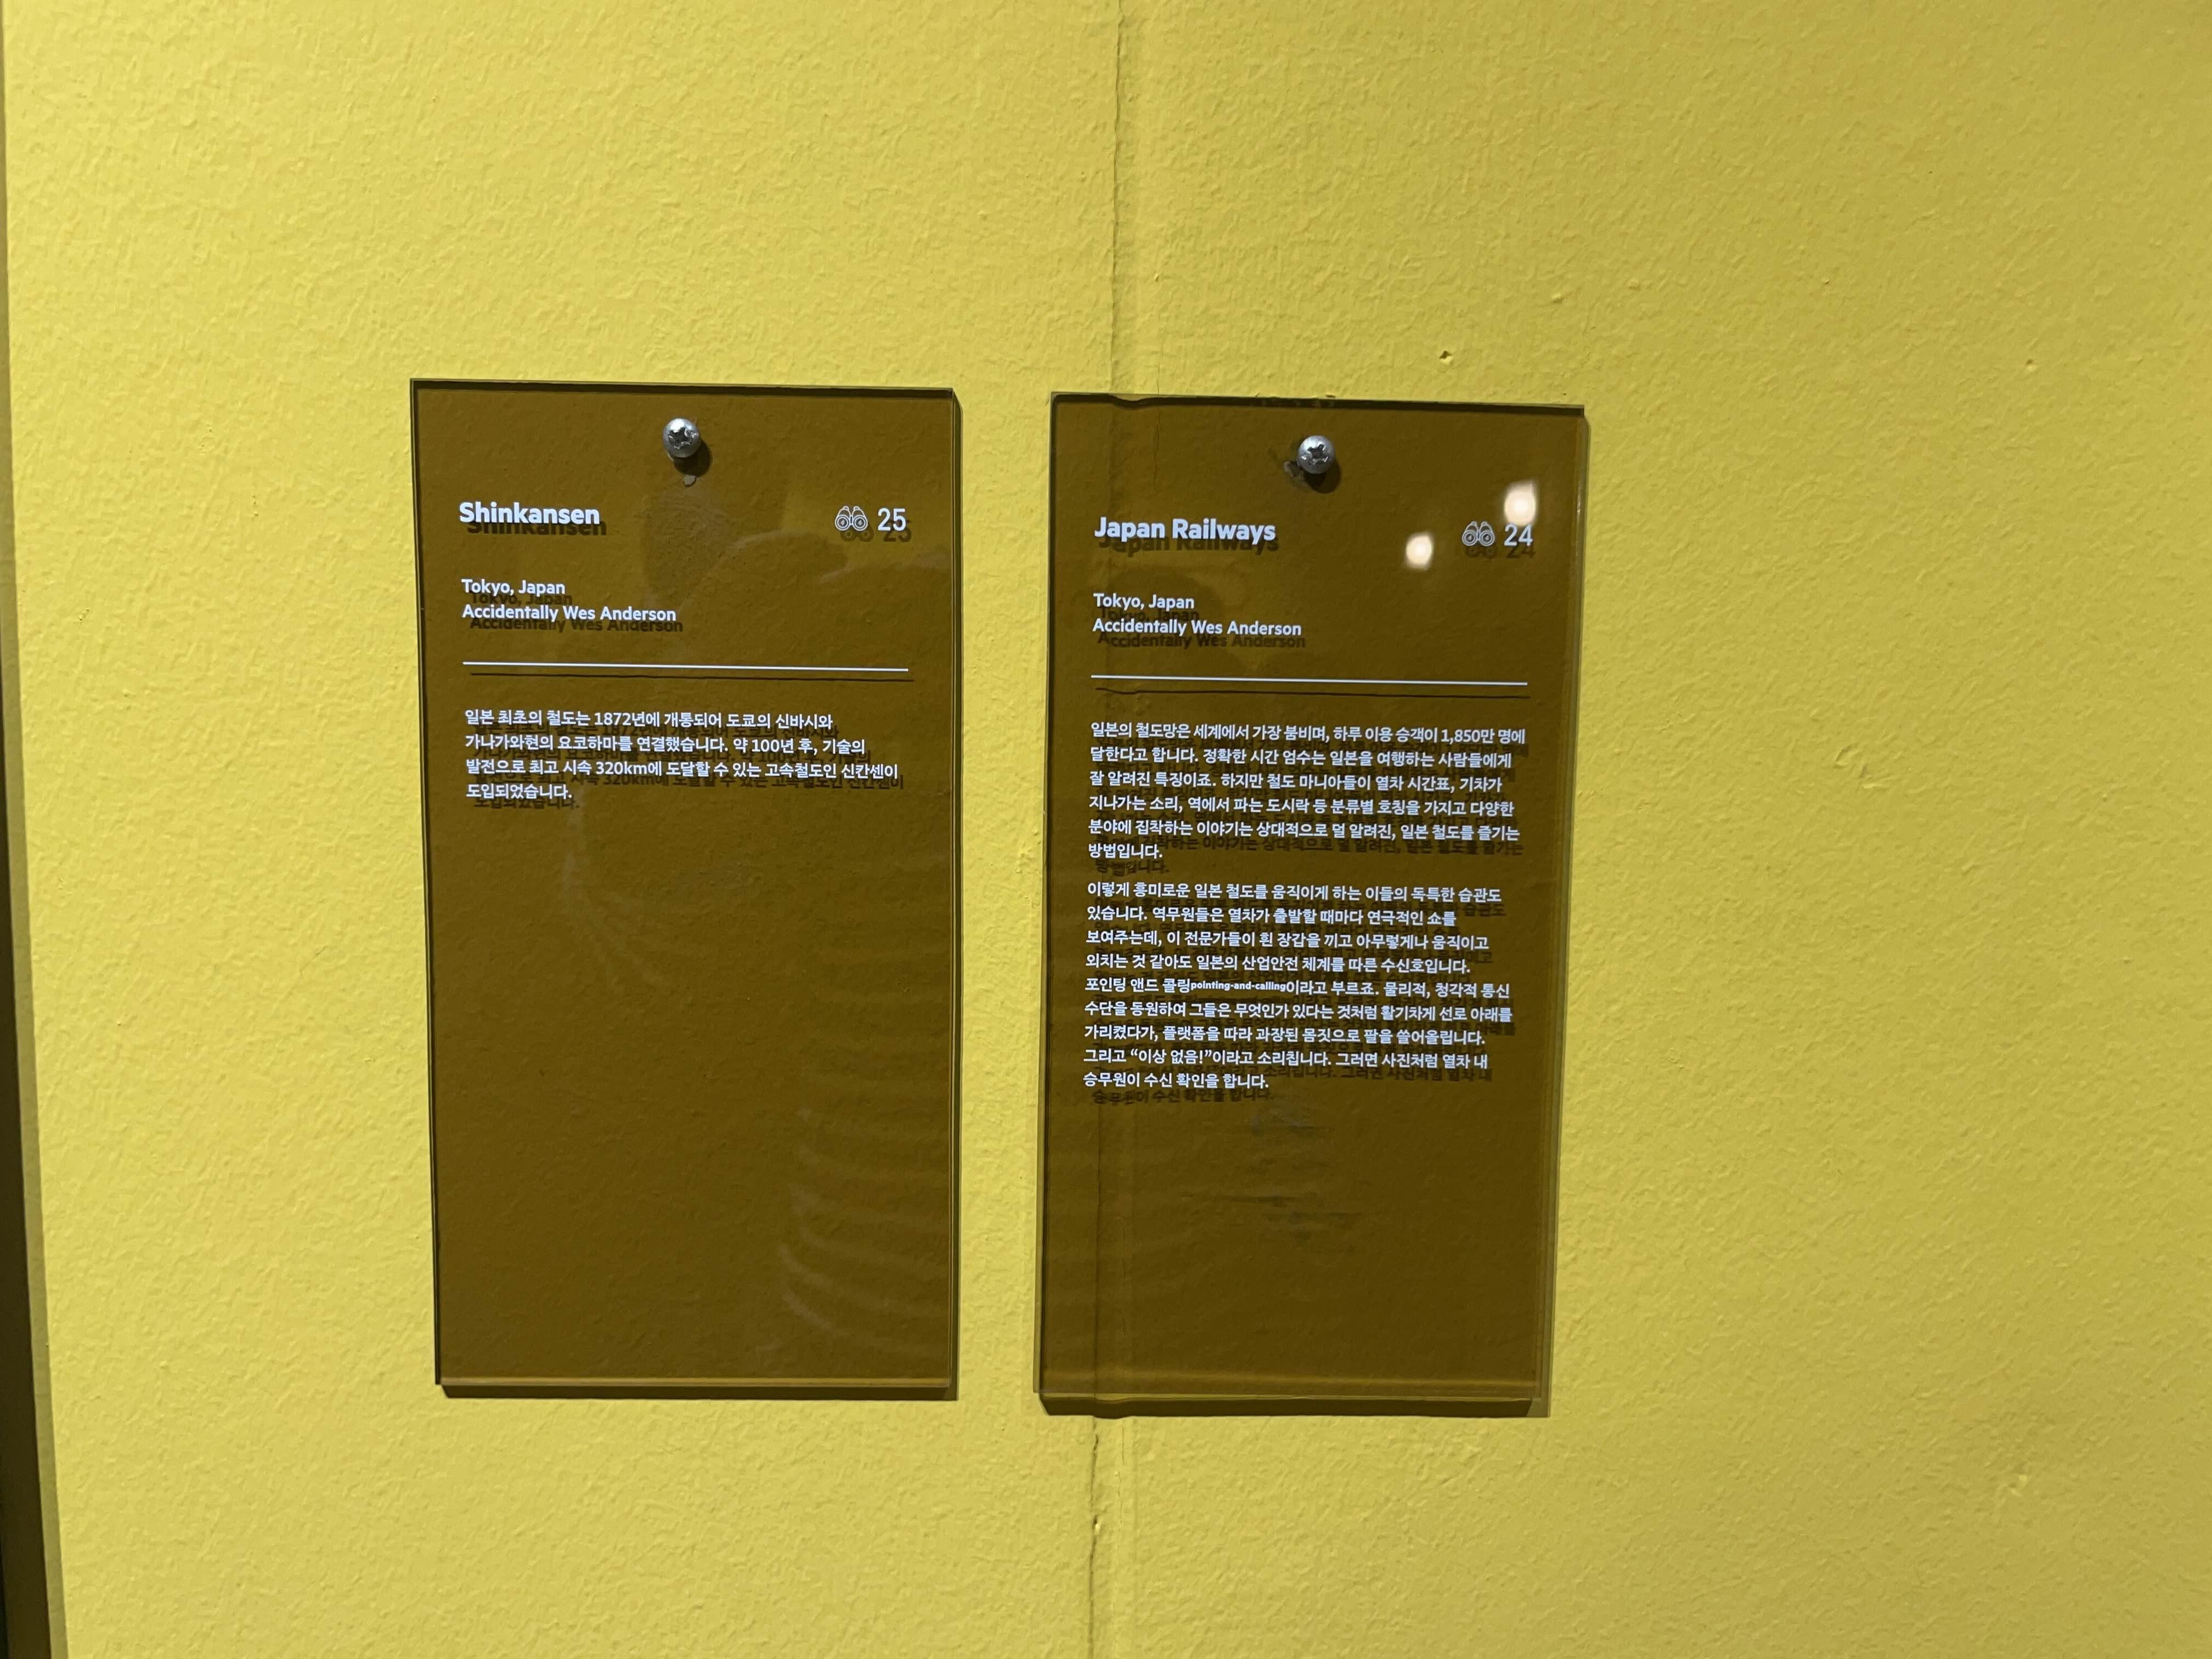 Shinkansen 25
Tokyo, Japan
Accidentally Wes Anderson
일본 최초의 철도는 1872년에 개통되어 도쿄의 신바시와
가나가와현의 요코하마를 연결했습니다. 약 100년 후, 기술의
발전으로 최고 시속 320km에 도달할 수 있는 고속철도인 신칸센이
도입되었습니다.
Japan Railways 24
Tokyo, Japan
Accidentally Wes Anderson
일본의 철도망은 세계에서 가장 붐비며, 하루 이용 승객이 1,850만 명에
달한다고 합니다. 정확한 시간 엄수는 일본을 여행하는 사람들에게
잘 알려진 특징이죠. 하지만 철도 마니아들이 열차 시간표, 기차가
지나가는 소리, 역에서 파는 도시락 등 분류별 호칭을 가지고 다양한
분야에 집착하는 이야기는 상대적으로 덜 알려진, 일본 철도를 즐기는
방법입니다.
이렇게 흥미로운 일본 철도를 움직이게 하는 이들의 독특한 습관도
있습니다. 역무원들은 열차가 출발할 때마다 연극적인 쇼를
보여주는데, 이 전문가들이 흰 장갑을 끼고 아무렇게나 움직이고
외치는 것 같아도 일본의 산업안전 체계를 따른 수신호입니다.
포인팅 앤드 콜링pointing-and-calling이라고 부르죠. 물리적, 청각적 통신
수단을 동원하여 그들은 무엇인가 있다는 것처럼 활기차게 선로 아래를
가리켰다가, 플랫폼을 따라 과장된 몸짓으로 팔을 쓸어올립니다.
그리고 “이상 없음!”이라고 소리칩니다. 그러면 사진처럼 열차 내
승무원이 수신 확인을 합니다.